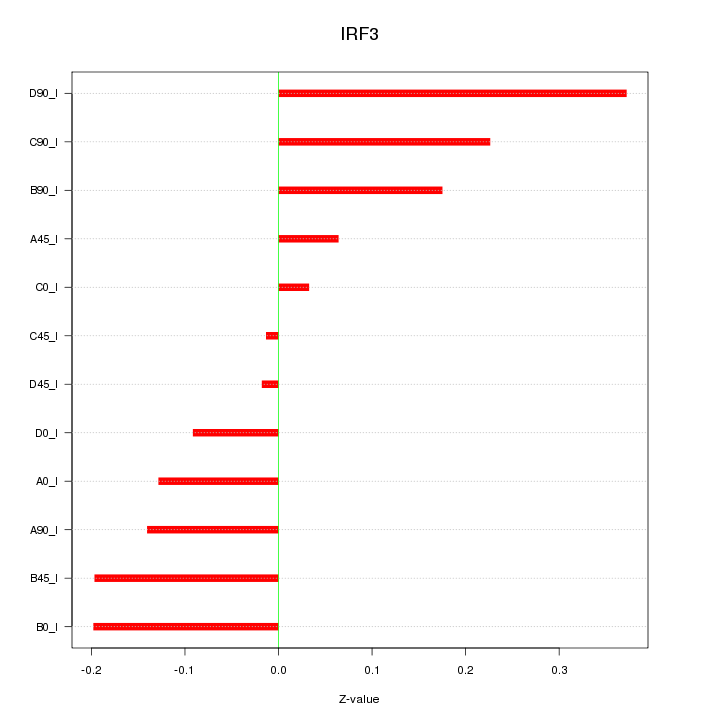 IRF3
D90_I
C90_I
B90_I
A45_I
C0_I
C45_I
D45_I
D0_I
A0_I
A90_I
B45_I
B0_I
-0.2 -0.1 0.0 0.1 0.2 0.3
Z-value